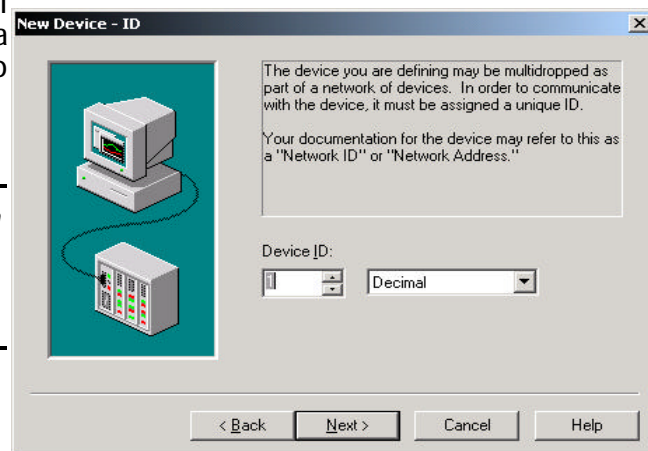 New Device - ID
The device you are defining may be multidropped as
part of a network of devices. In order to communicate
with the device, it must be assigned a unique ID.
Your documentation for the device may refer to this as
a "Network ID" or "Network Address."
Device ID:
1 Decimal
< Back Next > Cancel Help